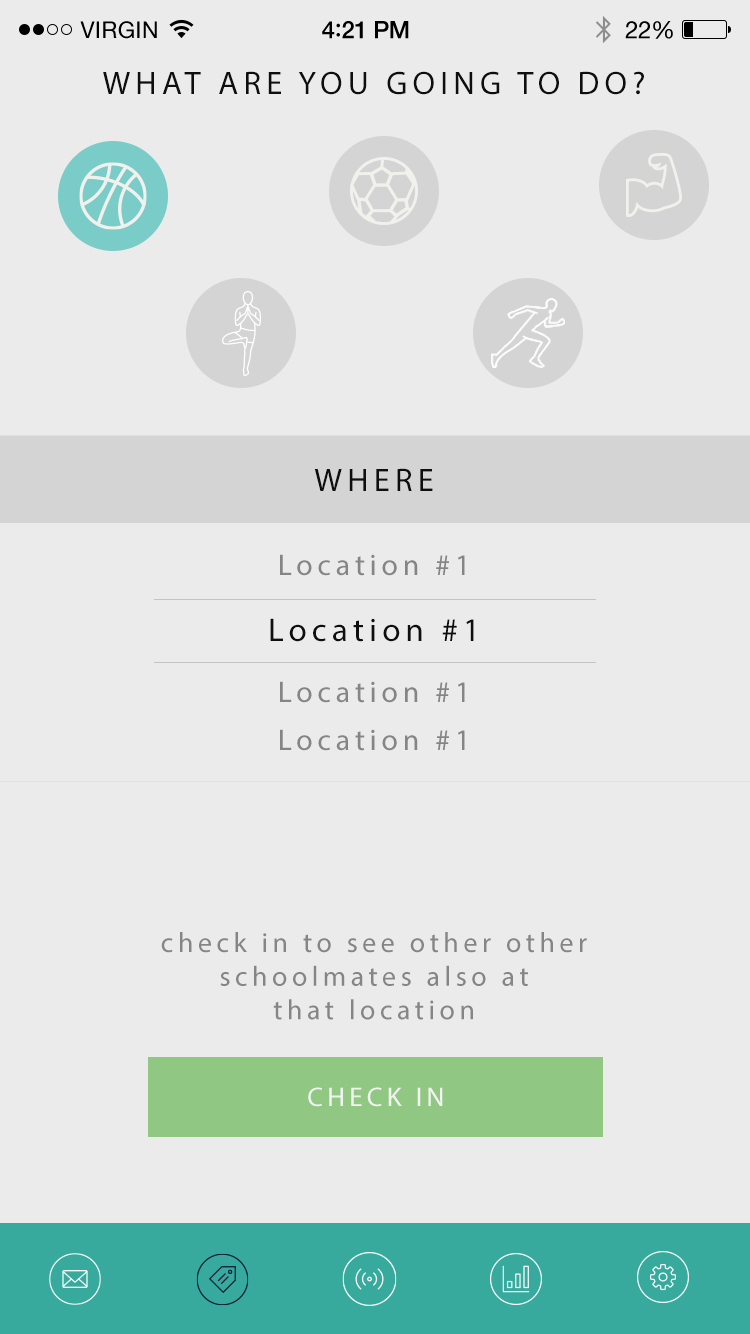 VIRGIN 4:21 PM 22%
WHAT ARE YOU GOING TO DO?
WHERE
Location #1
Location #1
Location #1
Location #1
check in to see other other
schoolmates also at
that location
CHECK IN